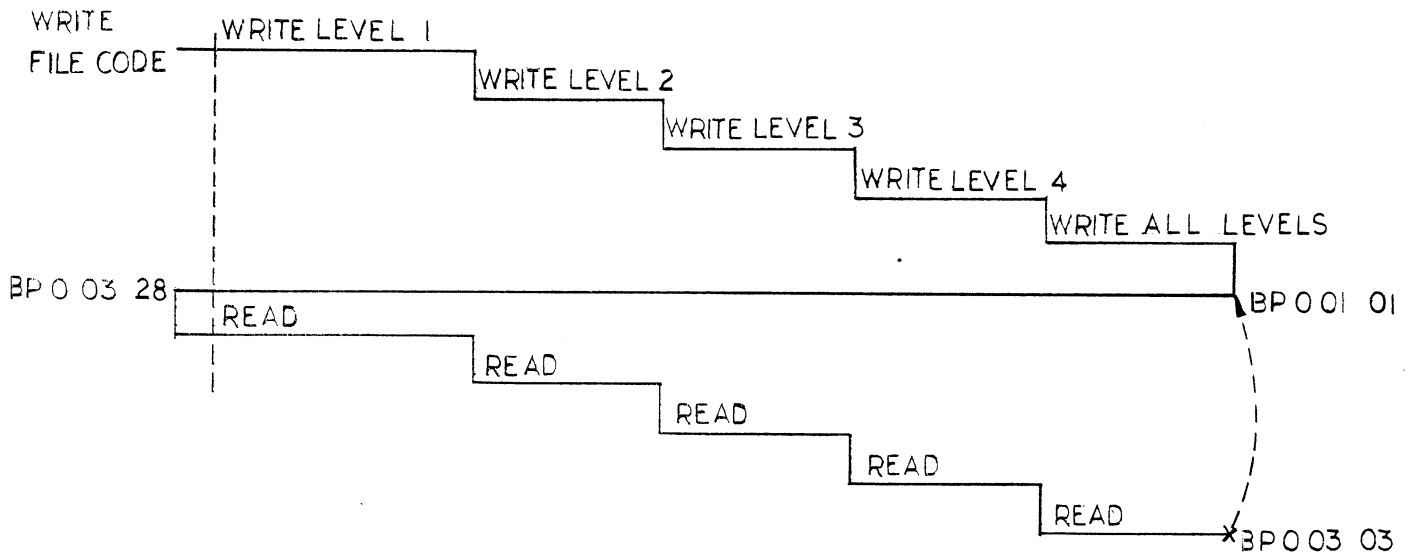 WRITE
FILE CODE
WRITE LEVEL 1
WRITE LEVEL 2
WRITE LEVEL 3
WRITE LEVEL 4
WRITE ALL LEVELS
BP 0 03 28
BP 0 01 01
READ
READ
READ
READ
READ
BP 0 03 03